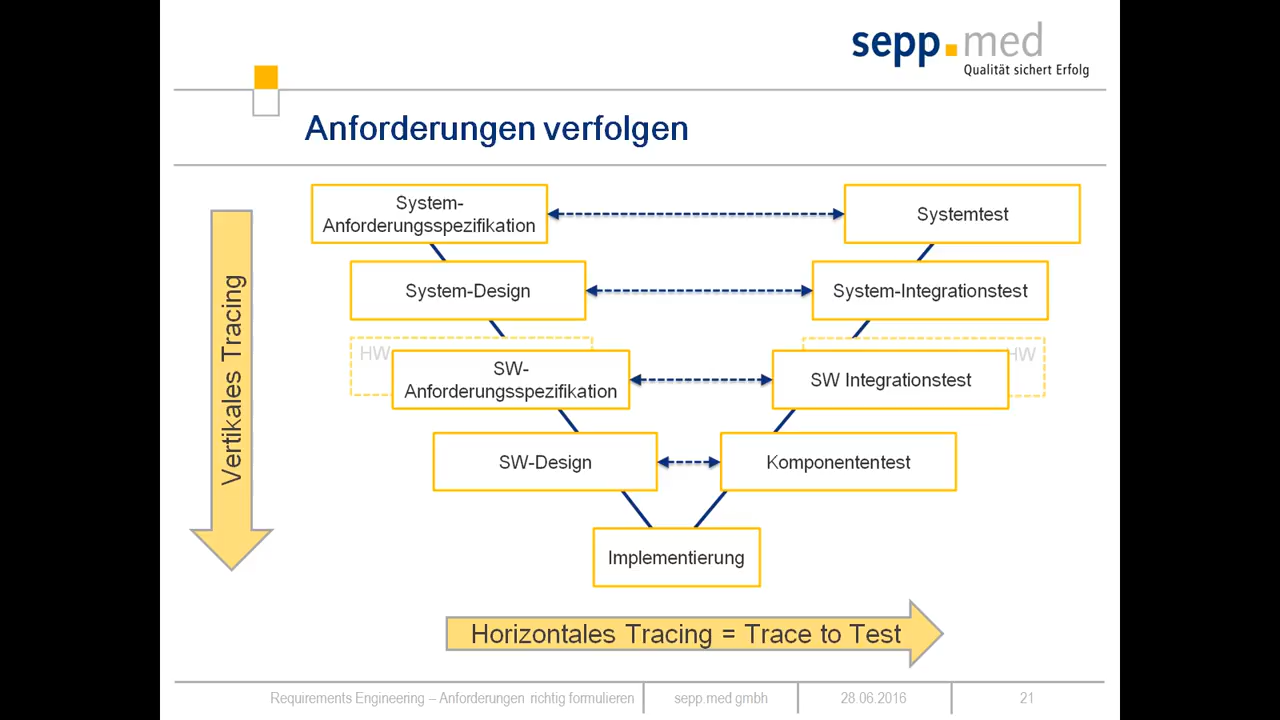 sepp.med
Qualität sichert Erfolg
Anforderungen verfolgen
System-
Anforderungsspezifikation
Systemtest
System-Design
System-Integrationstest
HW
HW
SW-
Anforderungsspezifikation
SW Integrationstest
SW-Design
Komponententest
Implementierung
Vertikales Tracing
Horizontales Tracing = Trace to Test
Requirements Engineering – Anforderungen richtig formulieren
sepp.med gmbh
28.06.2016
21